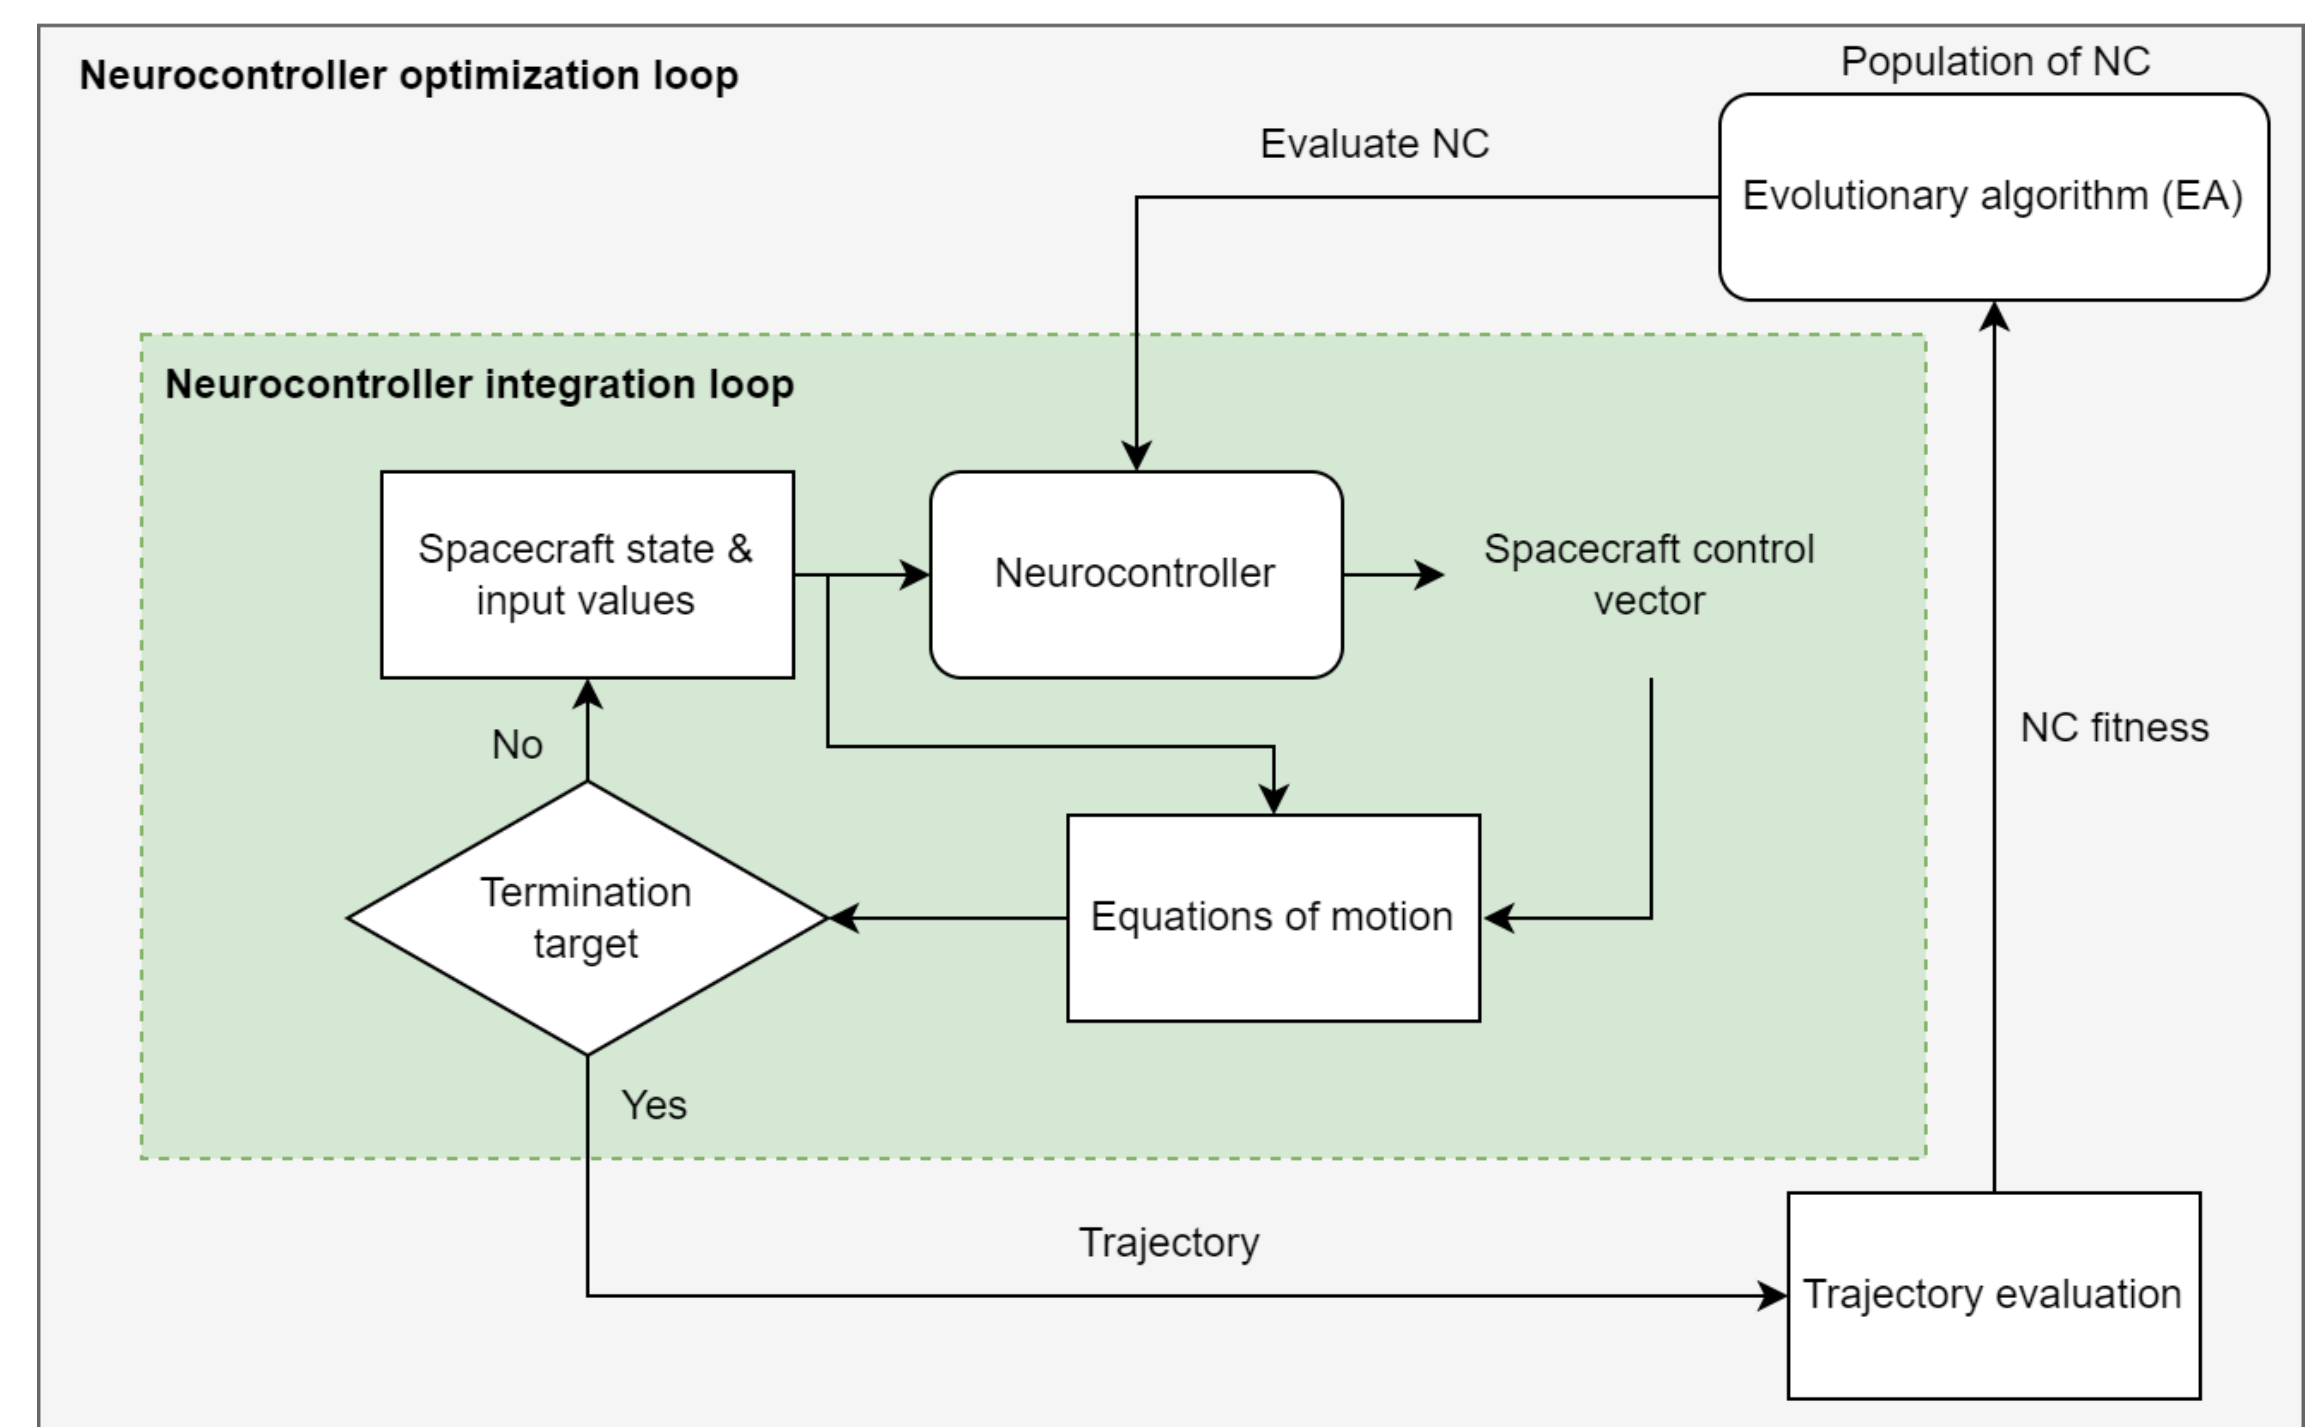 Neurocontroller optimization loop
Population of NC
Evaluate NC
Evolutionary algorithm (EA)
Neurocontroller integration loop
Spacecraft state &
input values
Neurocontroller
Spacecraft control
vector
No
NC fitness
Termination
target
Equations of motion
Yes
Trajectory
Trajectory evaluation